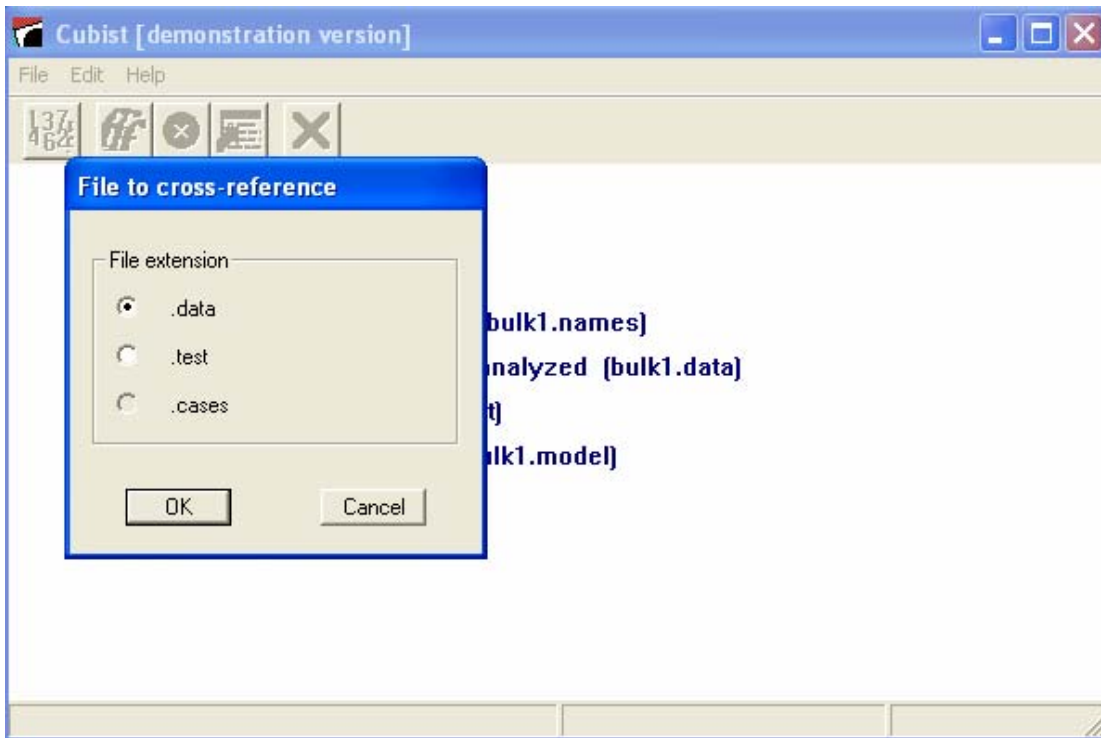 Cubist [demonstration version]
File Edit Help
File to cross-reference
File extension
.data
.test
.cases
OK Cancel
bulk1.names)
nalyzed (bulk1.data)
t)
ulk1.model)